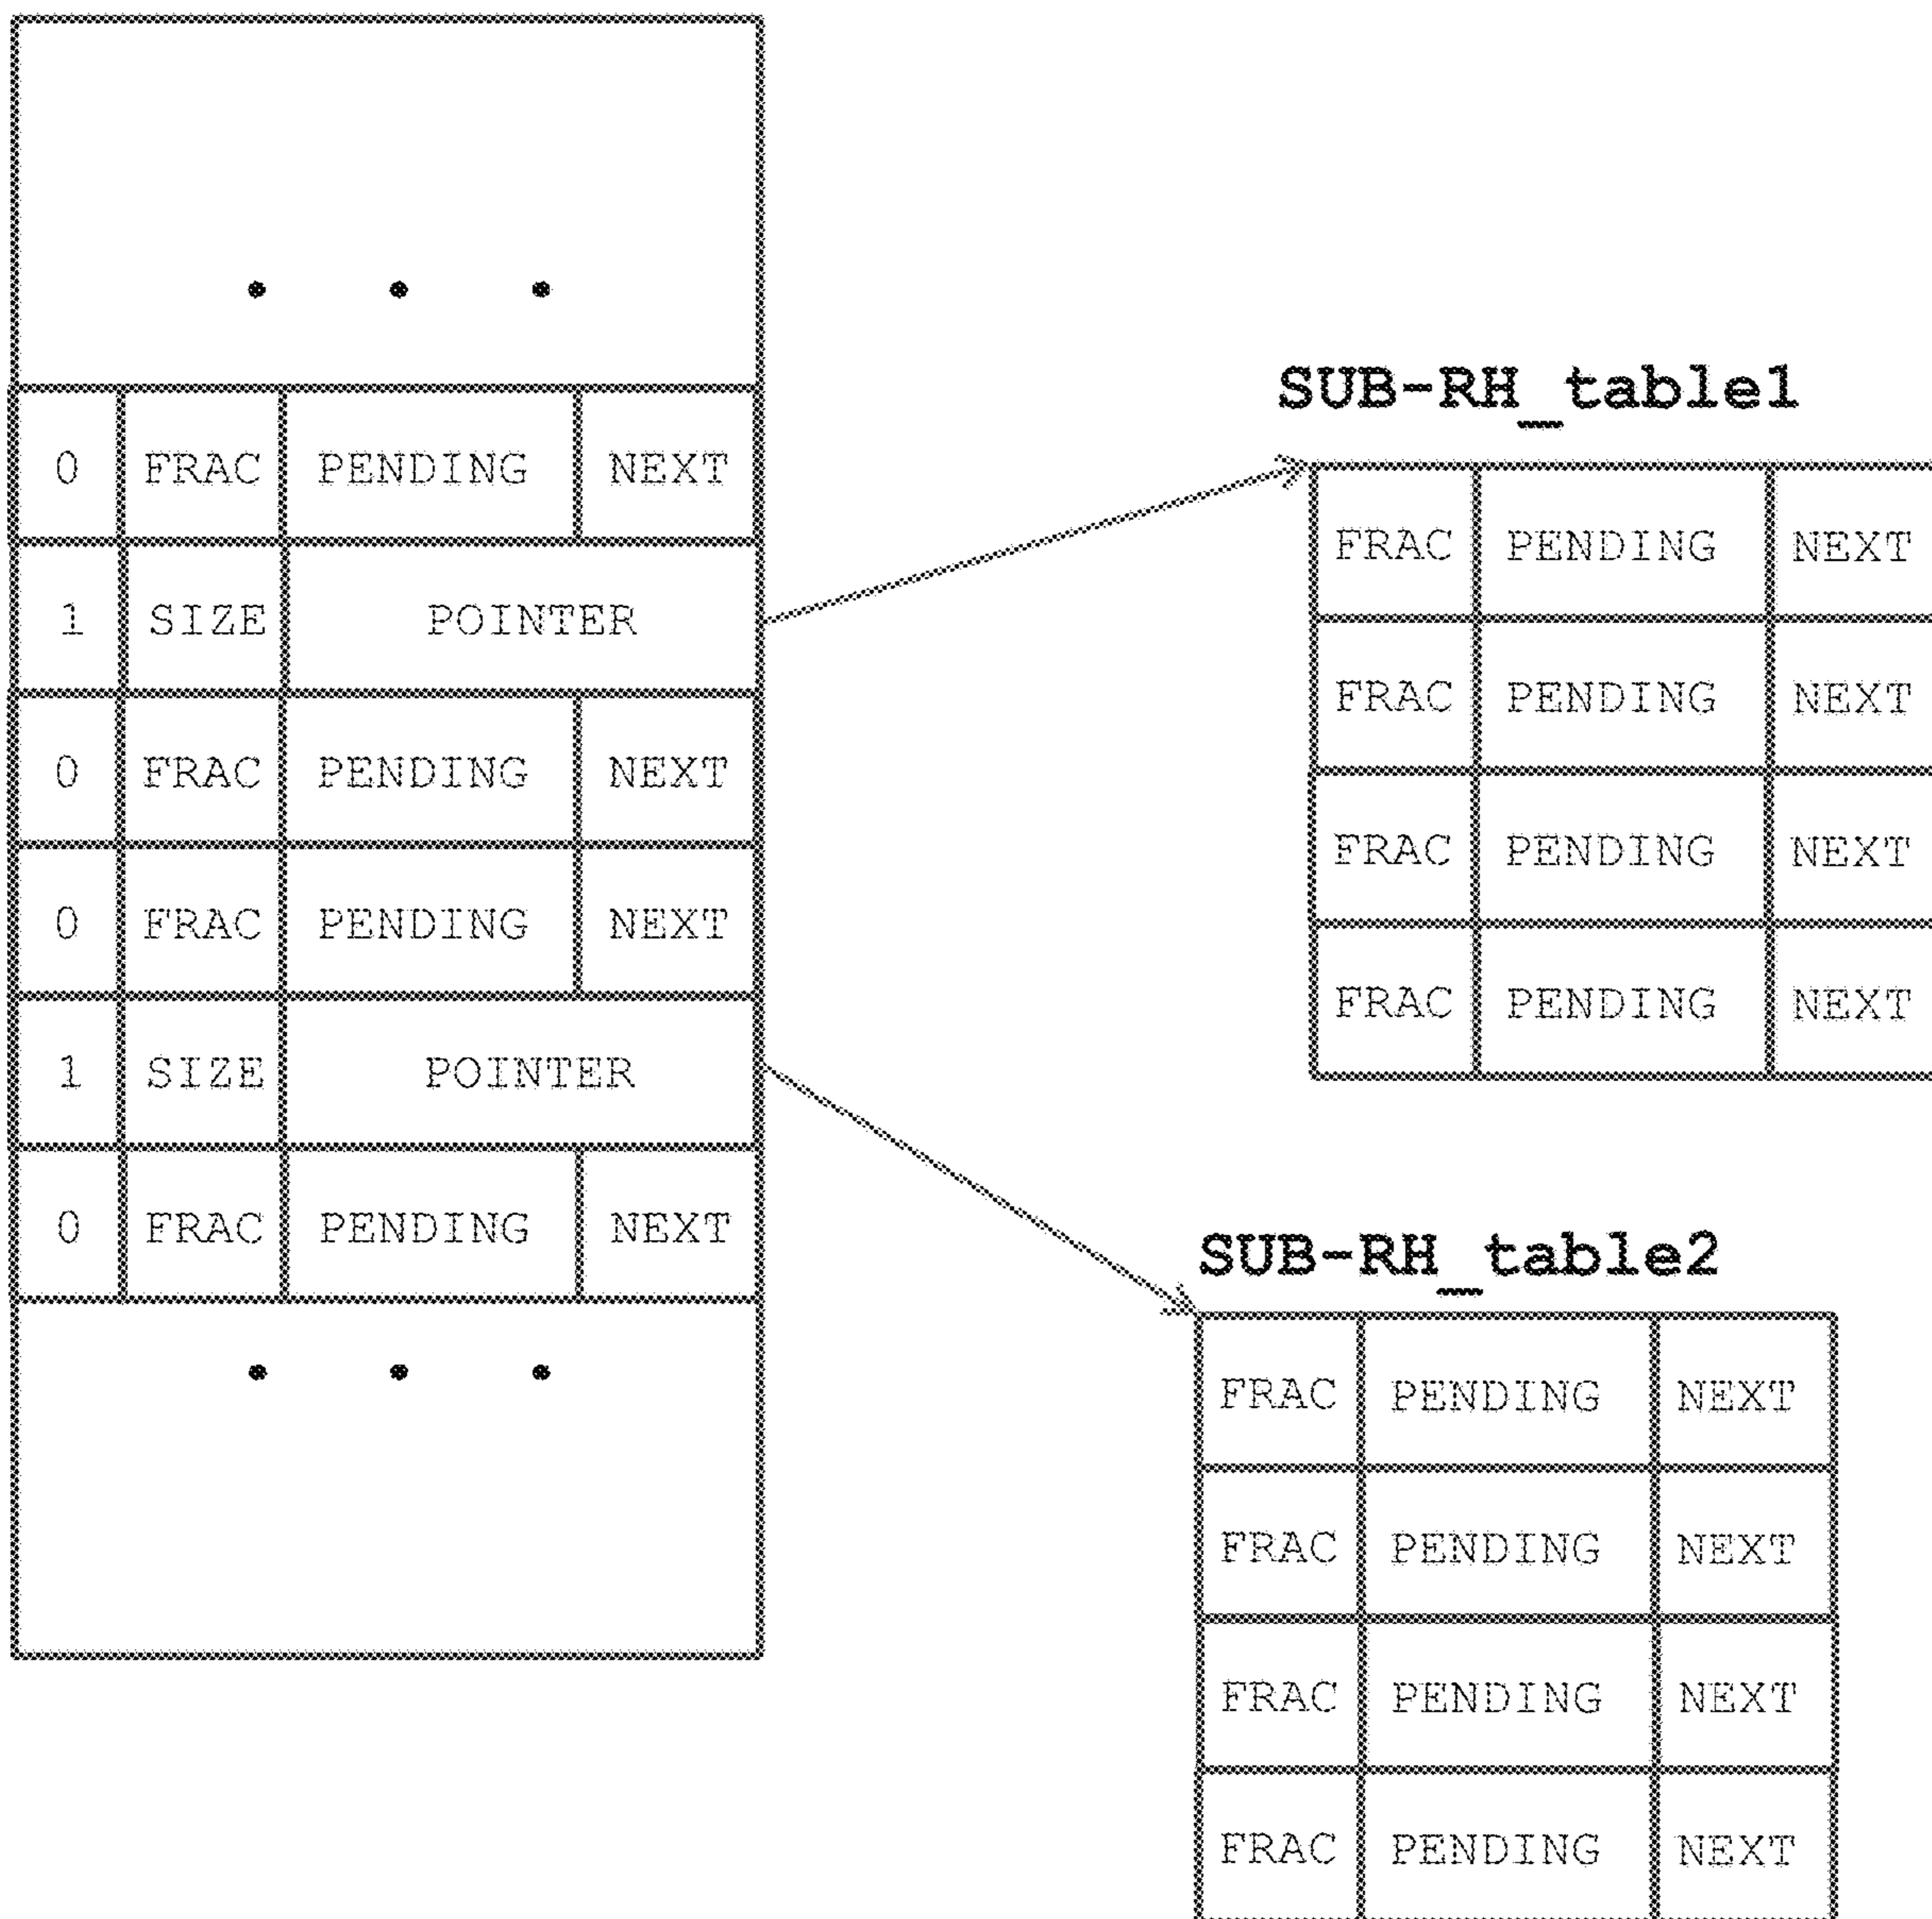 • • •
0 FRAC PENDING NEXT
1 SIZE POINTER
0 FRAC PENDING NEXT
0 FRAC PENDING NEXT
1 SIZE POINTER
0 FRAC PENDING NEXT
• • •
SUB-RH_table1
FRAC PENDING NEXT
FRAC PENDING NEXT
FRAC PENDING NEXT
FRAC PENDING NEXT
SUB-RH_table2
FRAC PENDING NEXT
FRAC PENDING NEXT
FRAC PENDING NEXT
FRAC PENDING NEXT